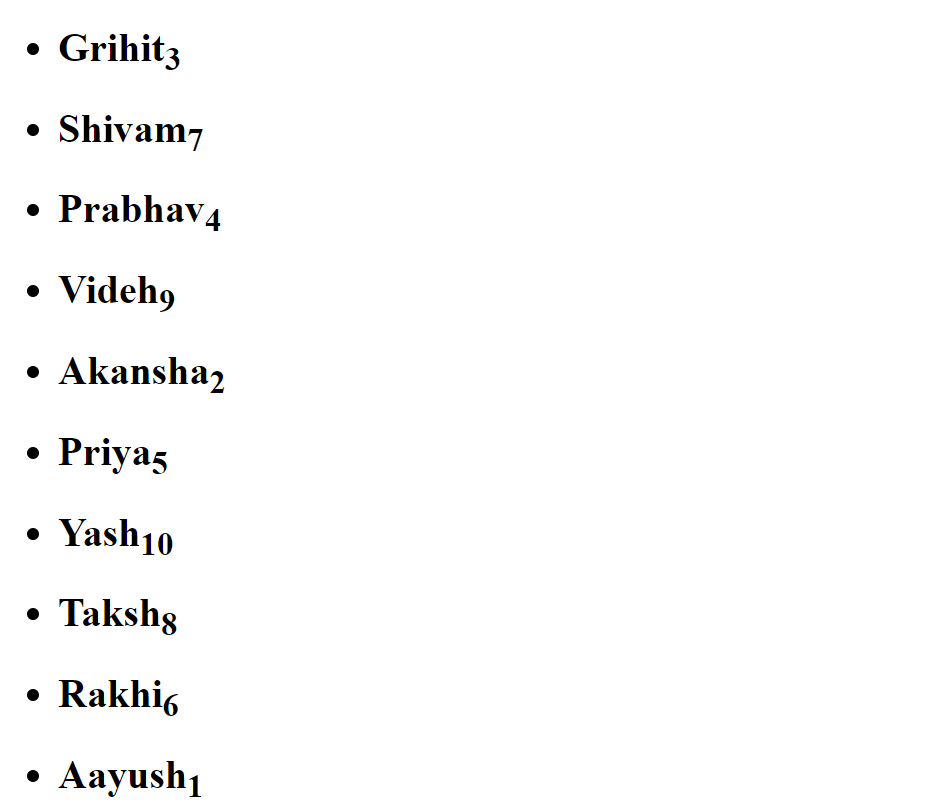 • Grihit₃
• Shivam₇
• Prabhav₄
• Videh₉
• Akansha₂
• Priya₅
• Yash₁₀
• Taksh₈
• Rakhi₆
• Aayush₁